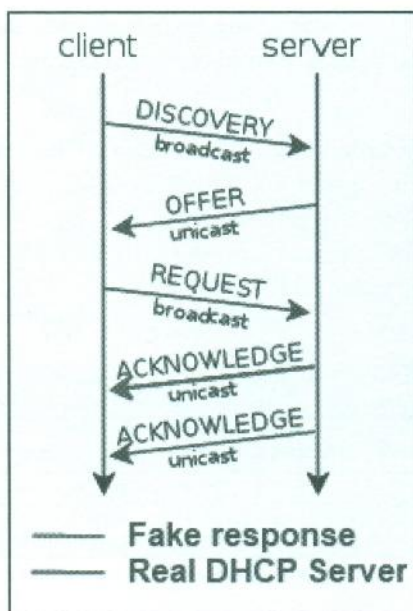 client server
DISCOVERY
broadcast
OFFER
unicast
REQUEST
broadcast
ACKNOWLEDGE
unicast
ACKNOWLEDGE
unicast
Fake response
Real DHCP Server